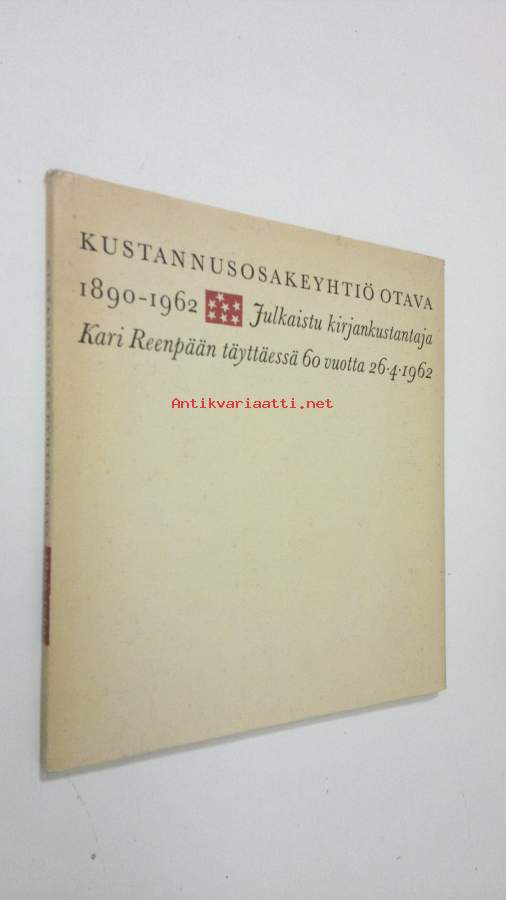 KUSTANNUSOSAKEYHTIÖ OTAVA
1890-1962 Julkaistu kirjankustantaja
Kari Reenpään täyttäessä 60 vuotta 26·4·1962
Antikvariaatti.net